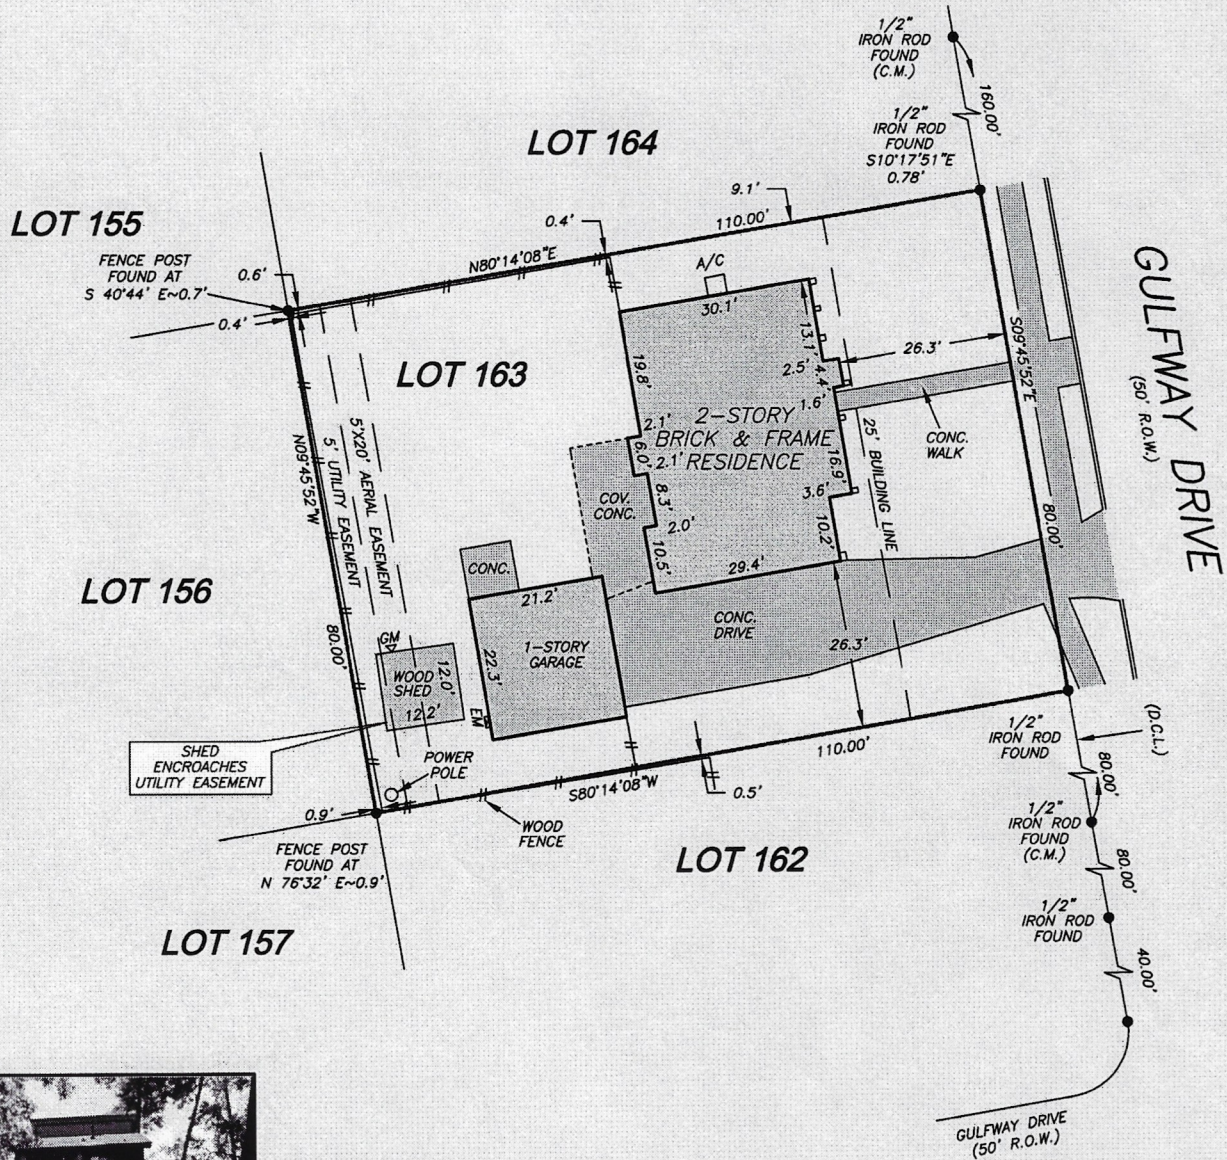 1/2"
IRON ROD
FOUND
(C.M.)
160.00'
1/2"
IRON ROD
FOUND
S10°17'51"E
0.78'
LOT 164
9.1'
110.00'
0.4'
LOT 155
FENCE POST
FOUND AT
S 40°44' E~0.7'
0.6'
0.4'
N80°14'08"E
A/C
30.1'
GULFWAY DRIVE
(50' R.O.W.)
S09°45'52"E
80.00'
LOT 163
13.1'
26.3'
2.5'
4.4'
1.6'
19.8'
2-STORY
BRICK & FRAME
RESIDENCE
2.1'
6.0'
2.1'
16.9'
25' BUILDING LINE
CONC.
WALK
8.3'
3.6'
2.0'
10.2'
10.5'
29.4'
COV.
CONC.
N09°45'52"W
80.00'
5' UTILITY EASEMENT
5'X20' AERIAL EASEMENT
LOT 156
CONC.
21.2'
1-STORY
GARAGE
22.3'
CONC.
DRIVE
26.3'
GM
WOOD
SHED
12.0'
12.2'
EM
SHED
ENCROACHES
UTILITY EASEMENT
POWER
POLE
110.00'
1/2"
IRON ROD
FOUND
(D.C.L.)
S80°14'08"W
0.5'
0.9'
WOOD
FENCE
FENCE POST
FOUND AT
N 76°32' E~0.9'
LOT 162
80.00'
1/2"
IRON ROD
FOUND
(C.M.)
80.00'
1/2"
IRON ROD
FOUND
LOT 157
40.00'
GULFWAY DRIVE
(50' R.O.W.)